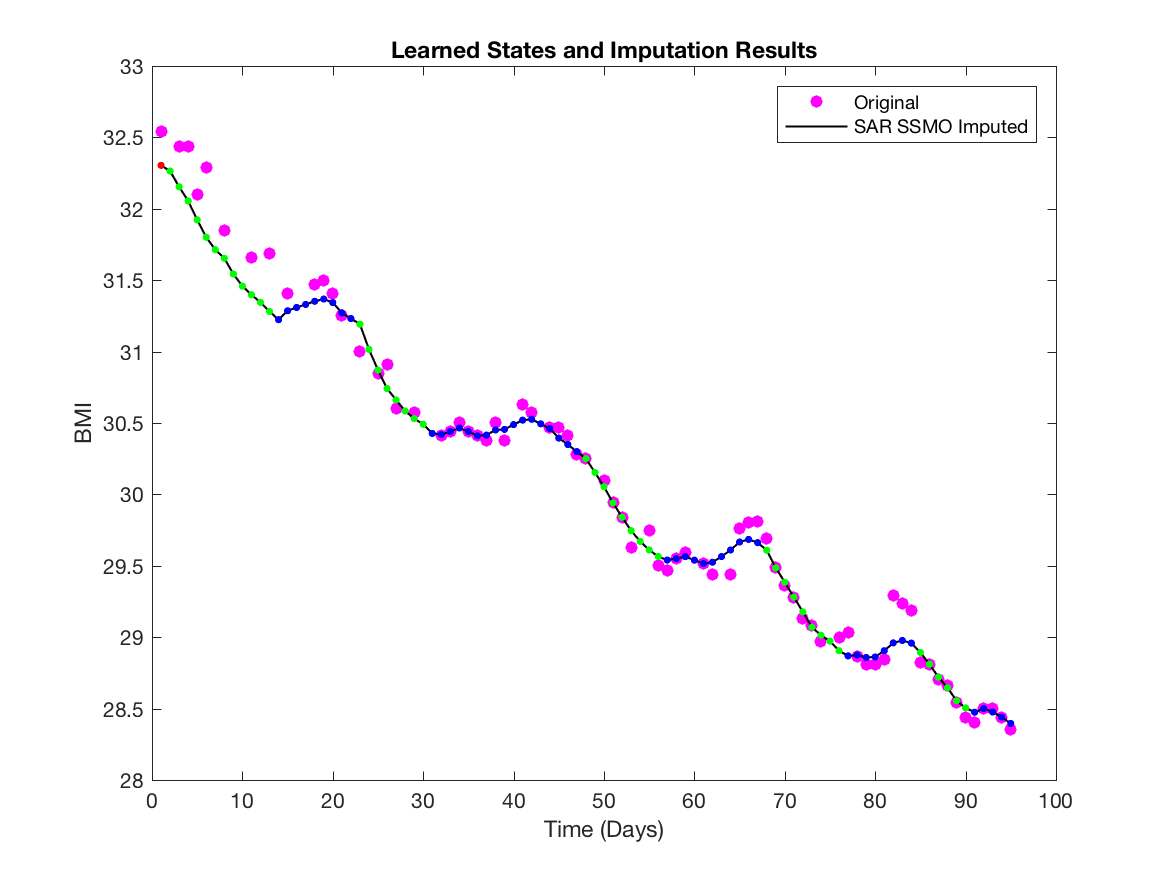 Learned States and Imputation Results
33
32.5
32
31.5
31
30.5
30
29.5
29
28.5
28
BMI
Original
SAR SSMO Imputed
0 10 20 30 40 50 60 70 80 90 100
Time (Days)